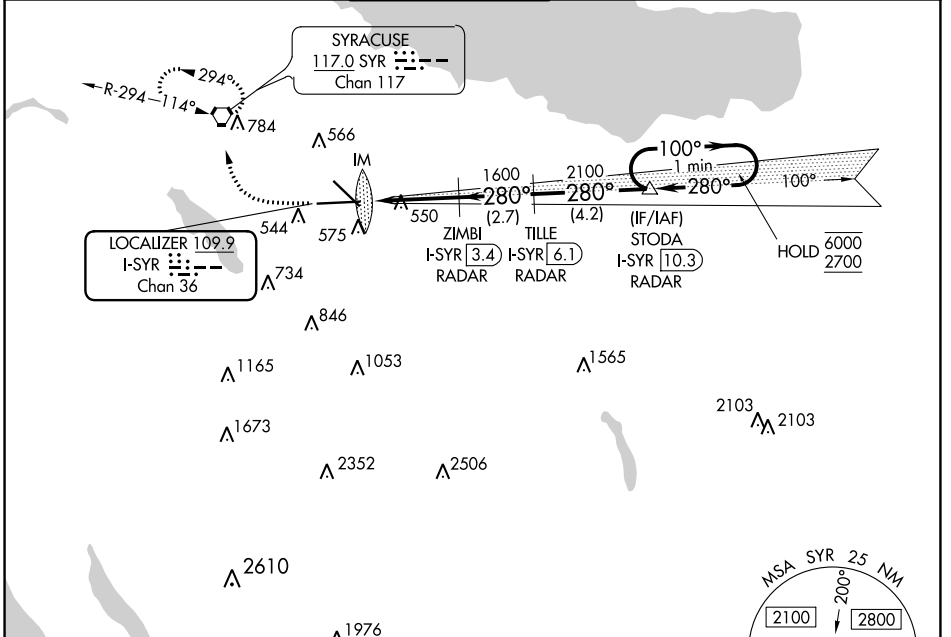 SYRACUSE
117.0 SYR
Chan 117
294°
R-294
114°
784
566
IM
100°
1 min
1600
2100
280°
280°
280°
100°
(2.7)
(4.2)
544
575
550
ZIMBI
I-SYR 3.4
RADAR
TILLE
I-SYR 6.1
RADAR
(IF/IAF)
STODA
I-SYR 10.3
RADAR
HOLD 6000
2700
LOCALIZER 109.9
I-SYR
Chan 36
734
846
1165
1053
1565
1673
2103
2103
2352
2506
2610
1976
MSA SYR 25 NM
200°
2100
2800